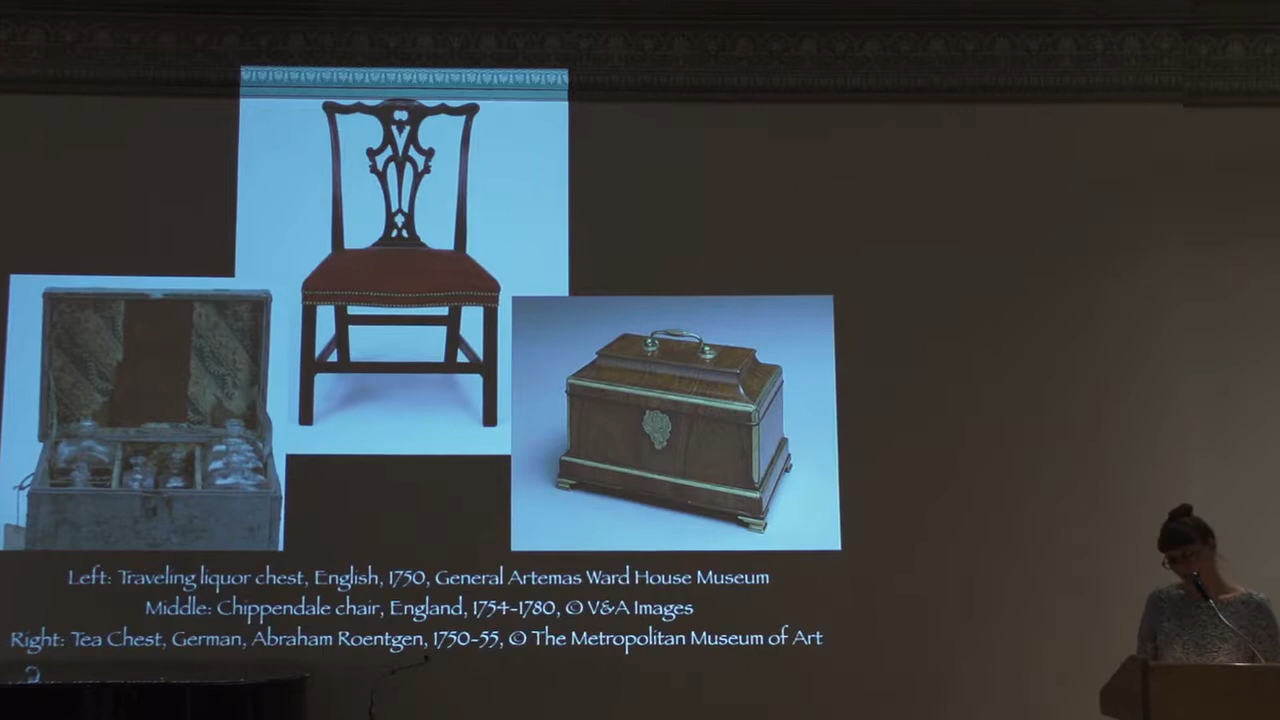 Left: Traveling liquor chest, English, 1750, General Artemas Ward House Museum
Middle: Chippendale chair, England, 1754-1780, © V&A Images
Right: Tea Chest, German, Abraham Roentgen, 1750-55, © The Metropolitan Museum of Art